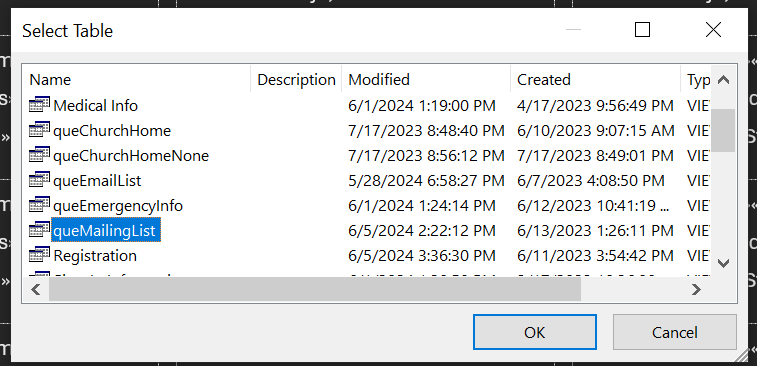 Select Table
Name Description Modified Created Typ
Medical Info 6/1/2024 1:19:00 PM 4/17/2023 9:56:49 PM VIE
queChurchHome 7/17/2023 8:48:40 PM 6/10/2023 9:07:15 AM VIE
queChurchHomeNone 7/17/2023 8:56:12 PM 7/17/2023 8:49:01 PM VIE
queEmailList 5/28/2024 6:58:27 PM 6/7/2023 4:08:50 PM VIE
queEmergencyInfo 6/1/2024 1:24:14 PM 6/12/2023 10:41:19 ... VIE
queMailingList 6/5/2024 2:22:12 PM 6/13/2023 1:26:11 PM VIE
Registration 6/5/2024 3:36:30 PM 6/11/2023 3:54:42 PM VIE
OK Cancel